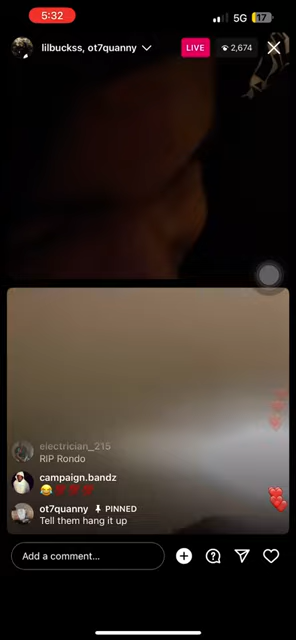 5:32
5G
17
lilbuckss, ot7quanny
LIVE
2,674
electrician_215
RIP Rondo
campaign.bandz
😂❤️❤️❤️
ot7quanny PINNED
Tell them hang it up
Add a comment...